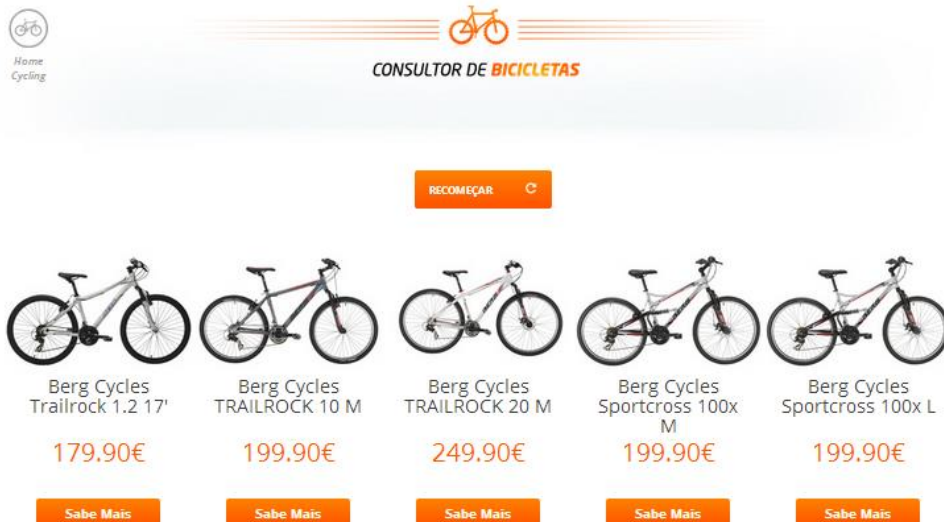 Home
Cycling
CONSULTOR DE BICICLETAS
RECOMEÇAR
Berg Cycles
Trailrock 1.2 17'
179.90€
Sabe Mais
Berg Cycles
TRAILROCK 10 M
199.90€
Sabe Mais
Berg Cycles
TRAILROCK 20 M
249.90€
Sabe Mais
Berg Cycles
Sportcross 100x
M
199.90€
Sabe Mais
Berg Cycles
Sportcross 100x L
199.90€
Sabe Mais